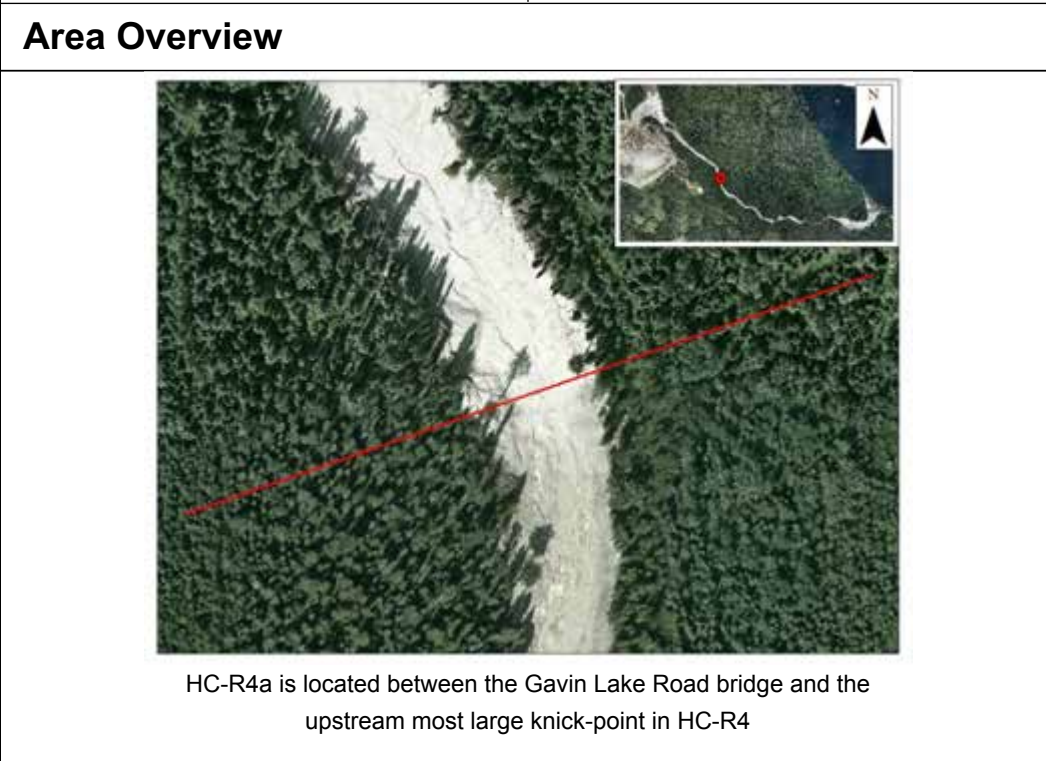 Area Overview
N
HC-R4a is located between the Gavin Lake Road bridge and the
upstream most large knick-point in HC-R4